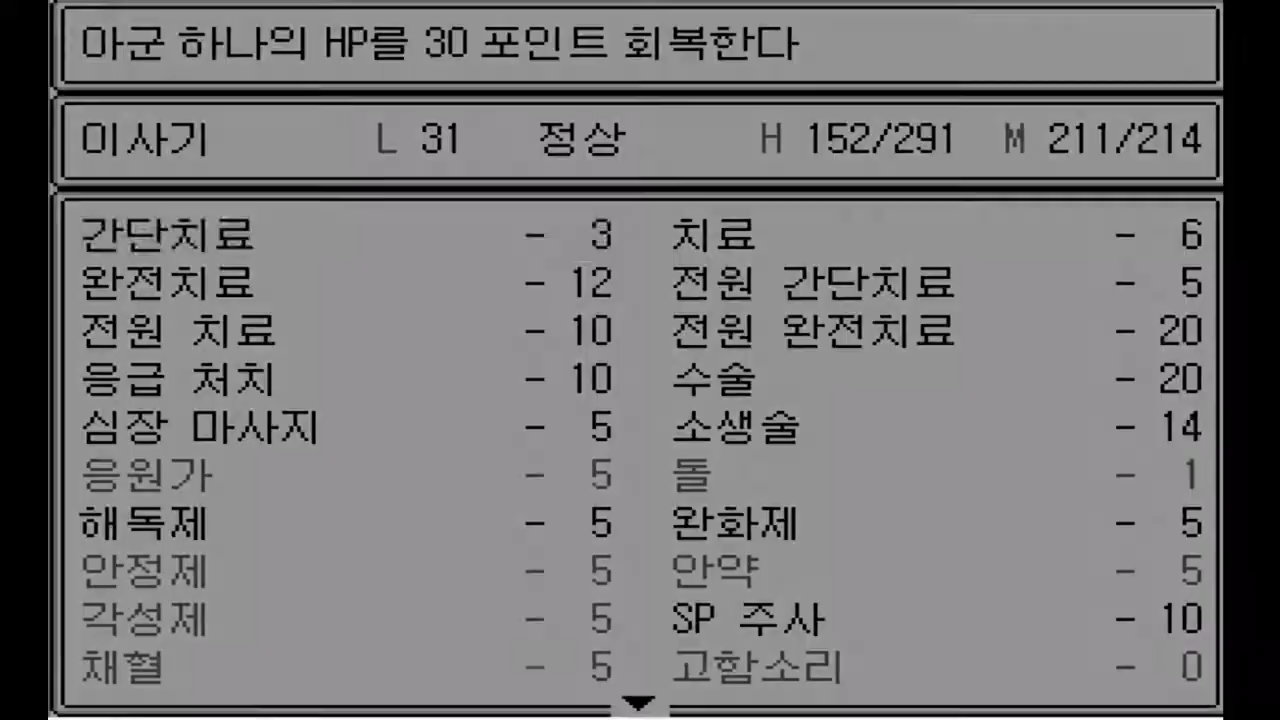 아군 하나의 HP를 30 포인트 회복한다
이사기 L 31 정상 H 152/291 M 211/214
간단치료 - 3 치료 - 6
완전치료 - 12 전원 간단치료 - 5
전원 치료 - 10 전원 완전치료 - 20
응급 처치 - 10 수술 - 20
심장 마사지 - 5 소생술 - 14
응원가 - 5 돌 - 1
해독제 - 5 완화제 - 5
안정제 - 5 안약 - 5
각성제 - 5 SP 주사 - 10
채혈 - 5 고함소리 - 0